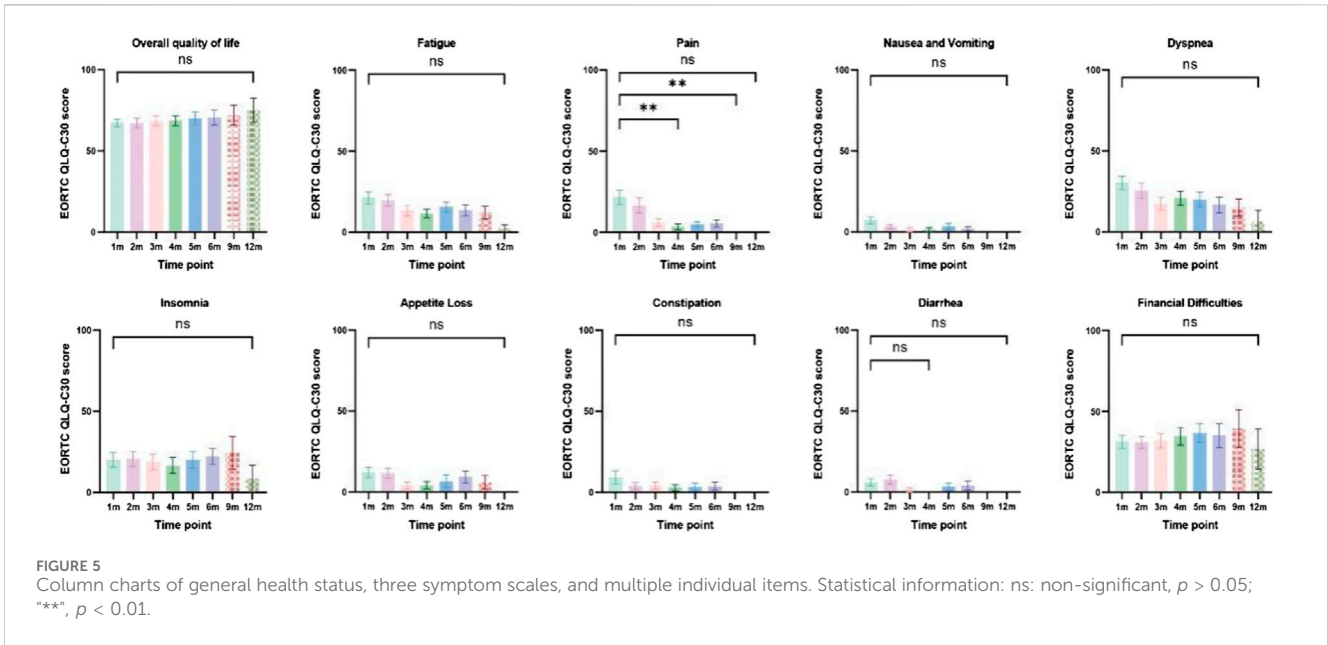 Overall quality of life
ns
EORTC QLQ-C30 score
100
50
0
1m 2m 3m 4m 5m 6m 9m 12m
Time point
Fatigue
ns
EORTC QLQ-C30 score
100
50
0
1m 2m 3m 4m 5m 6m 9m 12m
Time point
Pain
ns
**
**
EORTC QLQ-C30 score
100
50
0
1m 2m 3m 4m 5m 6m 9m 12m
Time point
Nausea and Vomiting
ns
EORTC QLQ-C30 score
100
50
0
1m 2m 3m 4m 5m 6m 9m 12m
Time point
Dyspnea
ns
EORTC QLQ-C30 score
100
50
0
1m 2m 3m 4m 5m 6m 9m 12m
Time point
Insomnia
ns
EORTC QLQ-C30 score
100
50
0
1m 2m 3m 4m 5m 6m 9m 12m
Time point
Appetite Loss
ns
EORTC QLQ-C30 score
100
50
0
1m 2m 3m 4m 5m 6m 9m 12m
Time point
Constipation
ns
EORTC QLQ-C30 score
100
50
0
1m 2m 3m 4m 5m 6m 9m 12m
Time point
Diarrhea
ns
ns
EORTC QLQ-C30 score
100
50
0
1m 2m 3m 4m 5m 6m 9m 12m
Time point
Financial Difficulties
ns
EORTC QLQ-C30 score
100
50
0
1m 2m 3m 4m 5m 6m 9m 12m
Time point
FIGURE 5
Column charts of general health status, three symptom scales, and multiple individual items. Statistical information: ns: non-significant, p > 0.05;
"**", p < 0.01.